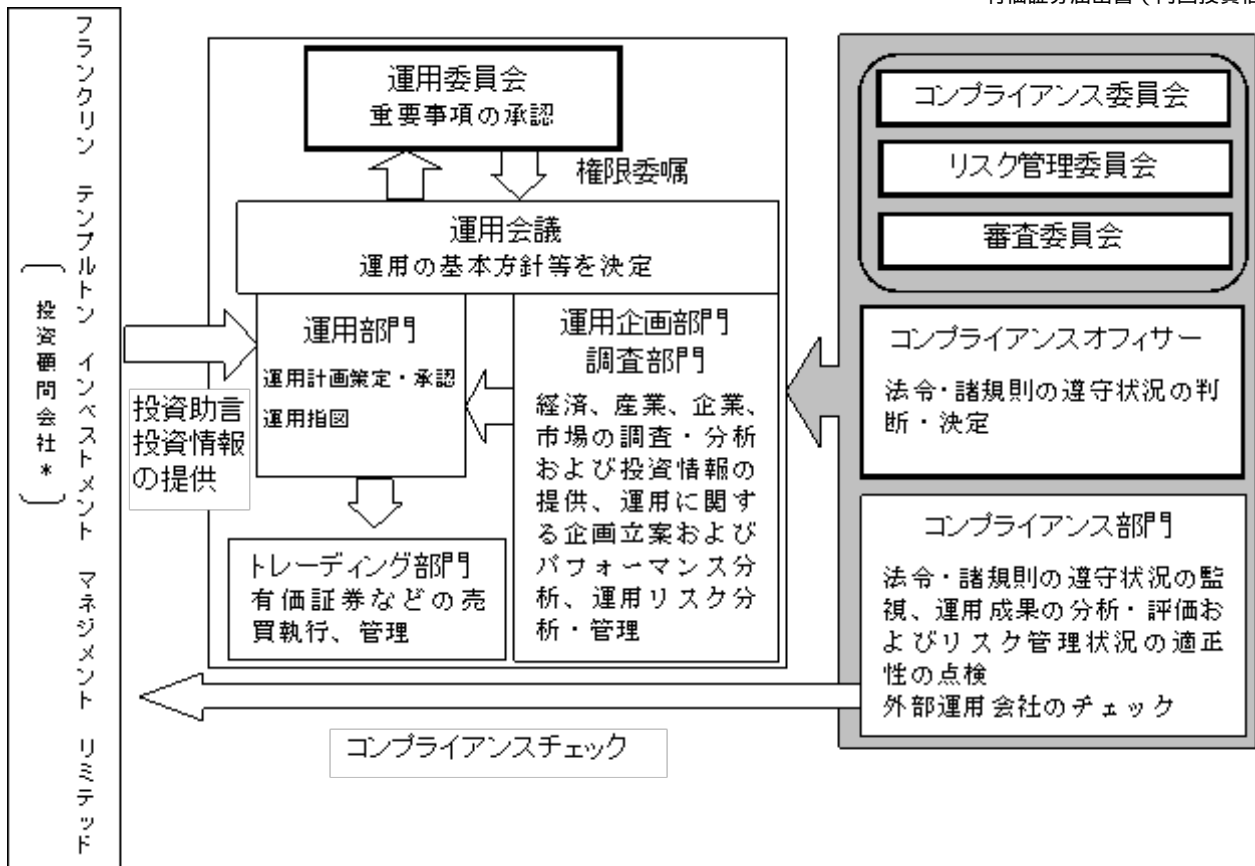 フランクリン テンプルトン インベストメント マネジメント リミテッド
(投資顧問会社*)
運用委員会
重要事項の承認
権限委嘱
運用会議
運用の基本方針等を決定
運用部門
運用計画策定・承認
運用指図
運用企画部門
調査部門
経済、産業、企業、
市場の調査・分析
および投資情報の
提供、運用に関す
る企画立案および
パフォーマンス分
析、運用リスク分
析・管理
投資助言
投資情報
の提供
トレーディング部門
有価証券などの売
買執行、管理
コンプライアンスチェック
コンプライアンス委員会
リスク管理委員会
審査委員会
コンプライアンスオフィサー
法令・諸規則の遵守状況の判
断・決定
コンプライアンス部門
法令・諸規則の遵守状況の監
視、運用成果の分析・評価お
よびリスク管理状況の適正
性の点検
外部運用会社のチェック